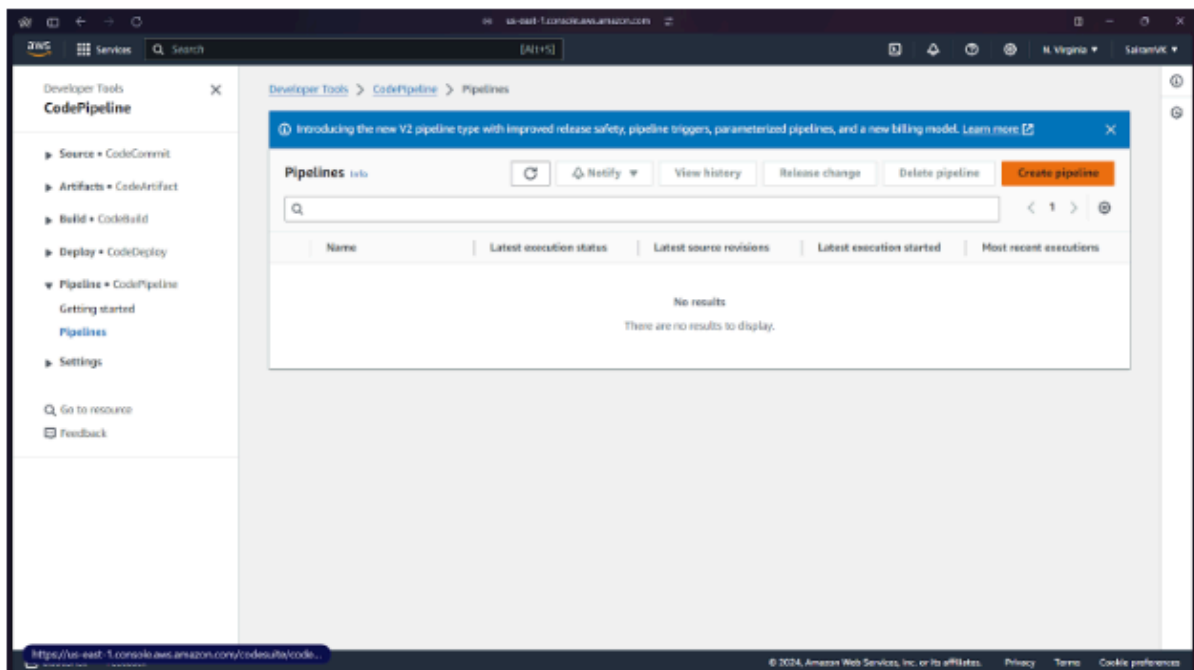 us-east-1.console.aws.amazon.com
aws Services Search [Alt+S] N. Virginia SairamVK
Developer Tools
CodePipeline
Source • CodeCommit
Artifacts • CodeArtifact
Build • CodeBuild
Deploy • CodeDeploy
Pipeline • CodePipeline
Getting started
Pipelines
Settings
Go to resource
Feedback
Developer Tools > CodePipeline > Pipelines
Introducing the new V2 pipeline type with improved release safety, pipeline triggers, parameterized pipelines, and a new billing model. Learn more
Pipelines Info Notify View history Release change Delete pipeline Create pipeline
< 1 >
Name Latest execution status Latest source revisions Latest execution started Most recent executions
No results
There are no results to display.
https://us-east-1.console.aws.amazon.com/codesuite/code...
© 2024, Amazon Web Services, Inc. or its affiliates. Privacy Terms Cookie preferences